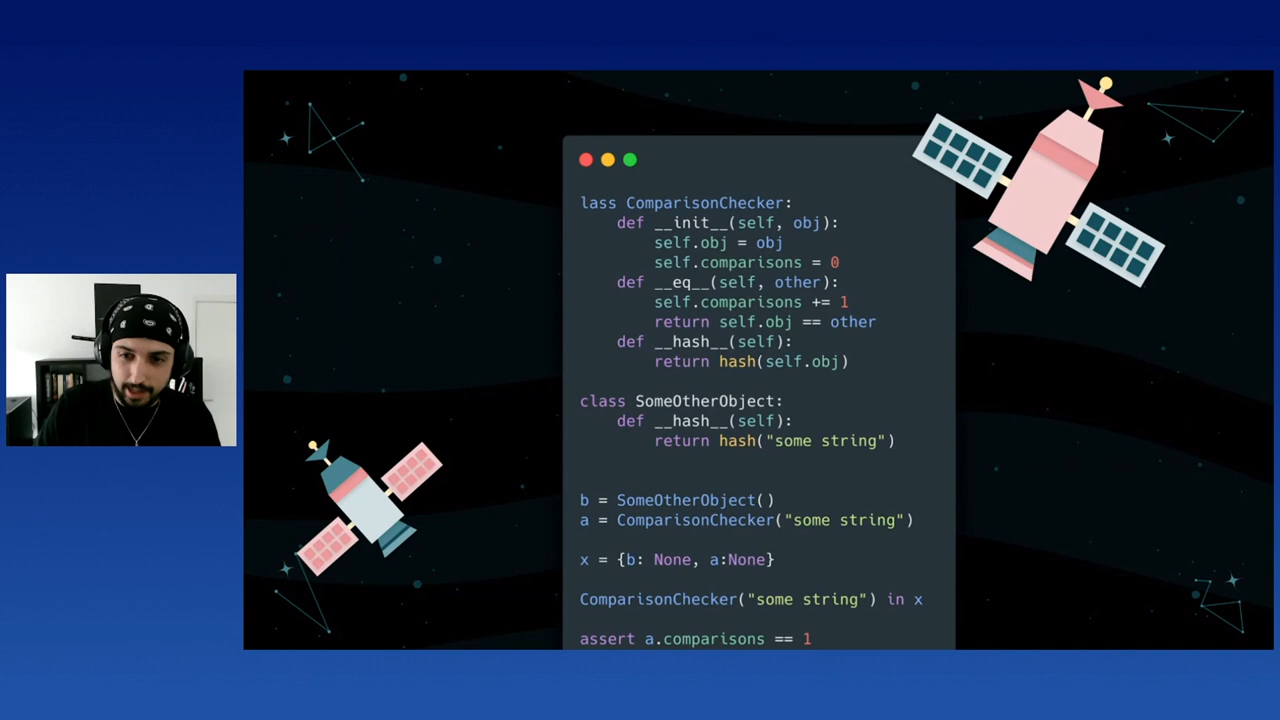 lass ComparisonChecker:
    def __init__(self, obj):
        self.obj = obj
        self.comparisons = 0
    def __eq__(self, other):
        self.comparisons += 1
        return self.obj == other
    def __hash__(self):
        return hash(self.obj)
class SomeOtherObject:
    def __hash__(self):
        return hash("some string")
b = SomeOtherObject()
a = ComparisonChecker("some string")
x = {b: None, a:None}
ComparisonChecker("some string") in x
assert a.comparisons == 1